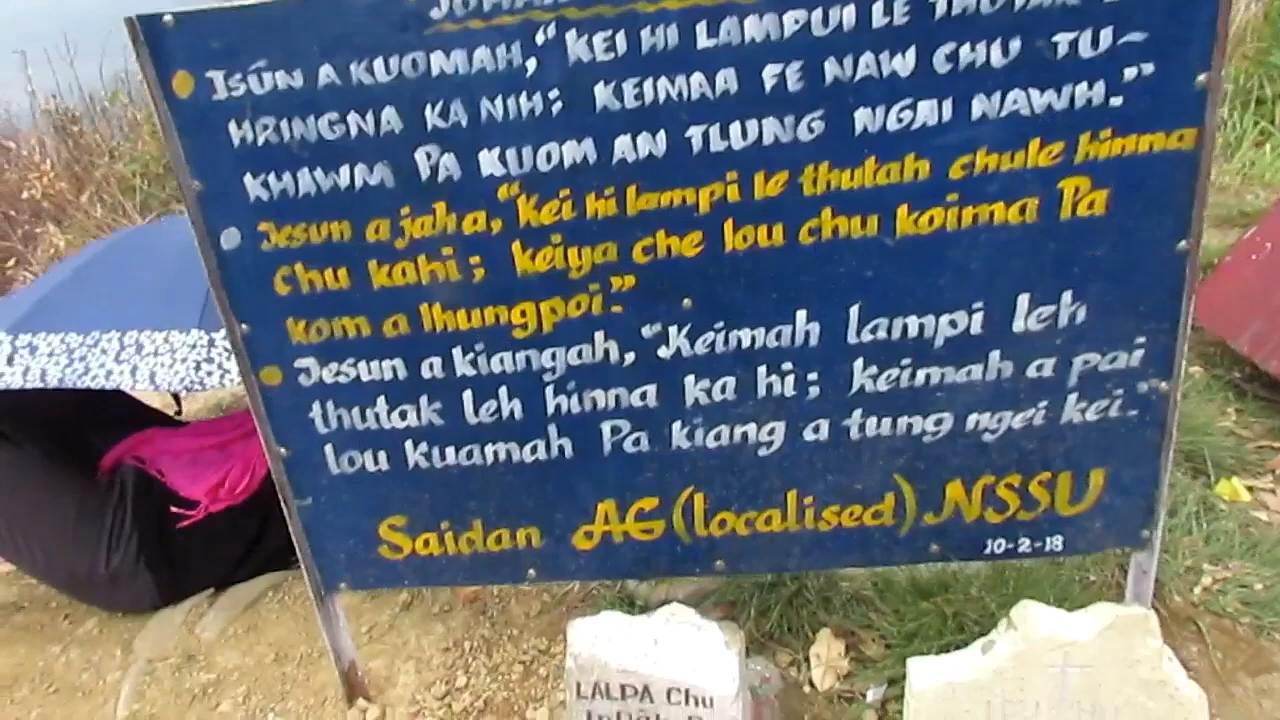 ISŪN A KUOMAH, "KEI HI LAMPUI LE THUTAK
HRINGNA KA NIH; KEIMAA FE NAW CHU TU-
KHAWM PA KUOM AN TLUNG NGAI NAWH."
Jesun a jaha, "Kei hi lampi le thutah chule hinna
chu kahi; keiya che lou chu koima Pa
kom a lhungpoi."
Jesun a kiangah, "Keimah lampi leh
thutak leh hinna ka hi; keimah a pai
lou kuamah Pa kiang a tung ngei kei."
Saidan AG (localised) NSSU
10-2-18
LALPA Chu